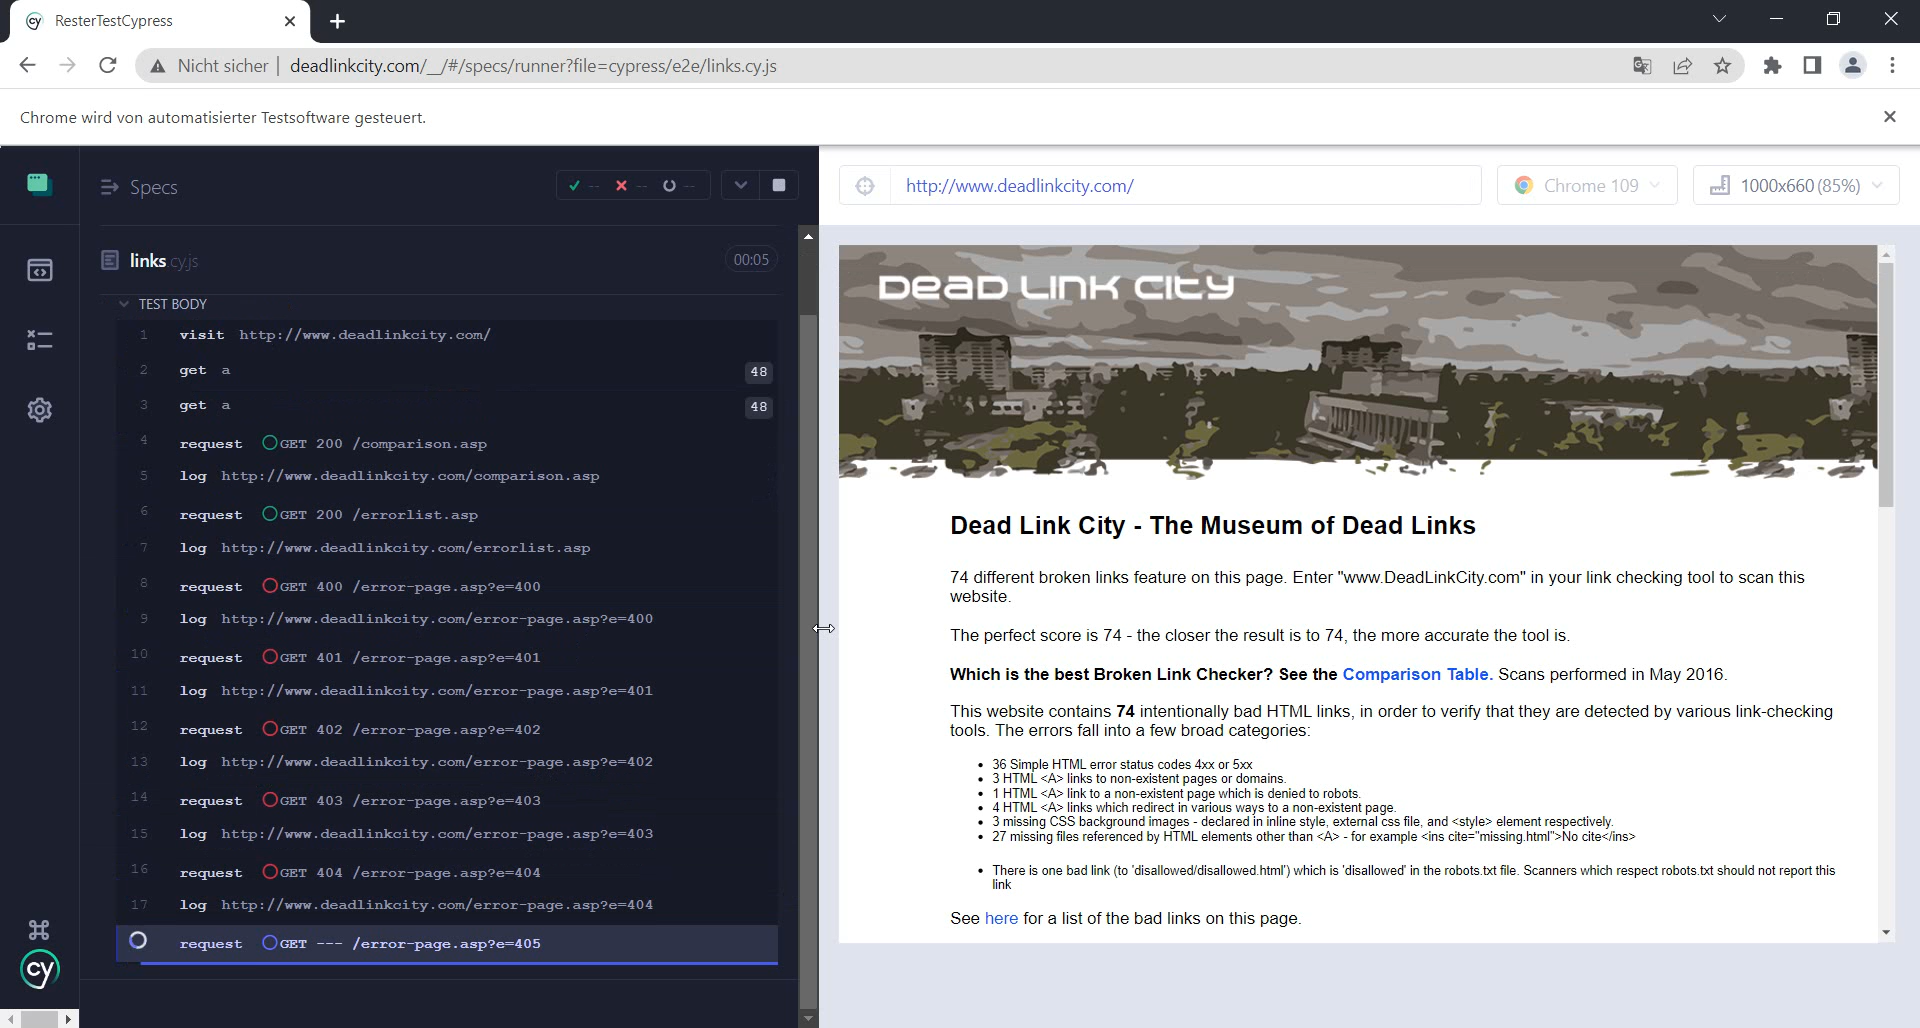 ResterTestCypress
Nicht sicher | deadlinkcity.com/__/#/specs/runner?file=cypress/e2e/links.cy.js
Chrome wird von automatisierter Testsoftware gesteuert.
Specs
-- -- --
links.cy.js 00:05
TEST BODY
1 visit http://www.deadlinkcity.com/
2 get a 48
3 get a 48
4 request GET 200 /comparison.asp
5 log http://www.deadlinkcity.com/comparison.asp
6 request GET 200 /errorlist.asp
7 log http://www.deadlinkcity.com/errorlist.asp
8 request GET 400 /error-page.asp?e=400
9 log http://www.deadlinkcity.com/error-page.asp?e=400
10 request GET 401 /error-page.asp?e=401
11 log http://www.deadlinkcity.com/error-page.asp?e=401
12 request GET 402 /error-page.asp?e=402
13 log http://www.deadlinkcity.com/error-page.asp?e=402
14 request GET 403 /error-page.asp?e=403
15 log http://www.deadlinkcity.com/error-page.asp?e=403
16 request GET 404 /error-page.asp?e=404
17 log http://www.deadlinkcity.com/error-page.asp?e=404
request GET --- /error-page.asp?e=405
cy
http://www.deadlinkcity.com/
Chrome 109
1000x660 (85%)
DEAD LINK CITY
Dead Link City - The Museum of Dead Links
74 different broken links feature on this page. Enter "www.DeadLinkCity.com" in your link checking tool to scan this
website.
The perfect score is 74 - the closer the result is to 74, the more accurate the tool is.
Which is the best Broken Link Checker? See the Comparison Table. Scans performed in May 2016.
This website contains 74 intentionally bad HTML links, in order to verify that they are detected by various link-checking
tools. The errors fall into a few broad categories:
• 36 Simple HTML error status codes 4xx or 5xx
• 3 HTML <A> links to non-existent pages or domains.
• 1 HTML <A> link to a non-existent page which is denied to robots.
• 4 HTML <A> links which redirect in various ways to a non-existent page.
• 3 missing CSS background images - declared in inline style, external css file, and <style> element respectively.
• 27 missing files referenced by HTML elements other than <A> - for example <ins cite="missing.html">No cite</ins>
• There is one bad link (to 'disallowed/disallowed.html') which is 'disallowed' in the robots.txt file. Scanners which respect robots.txt should not report this
link
See here for a list of the bad links on this page.